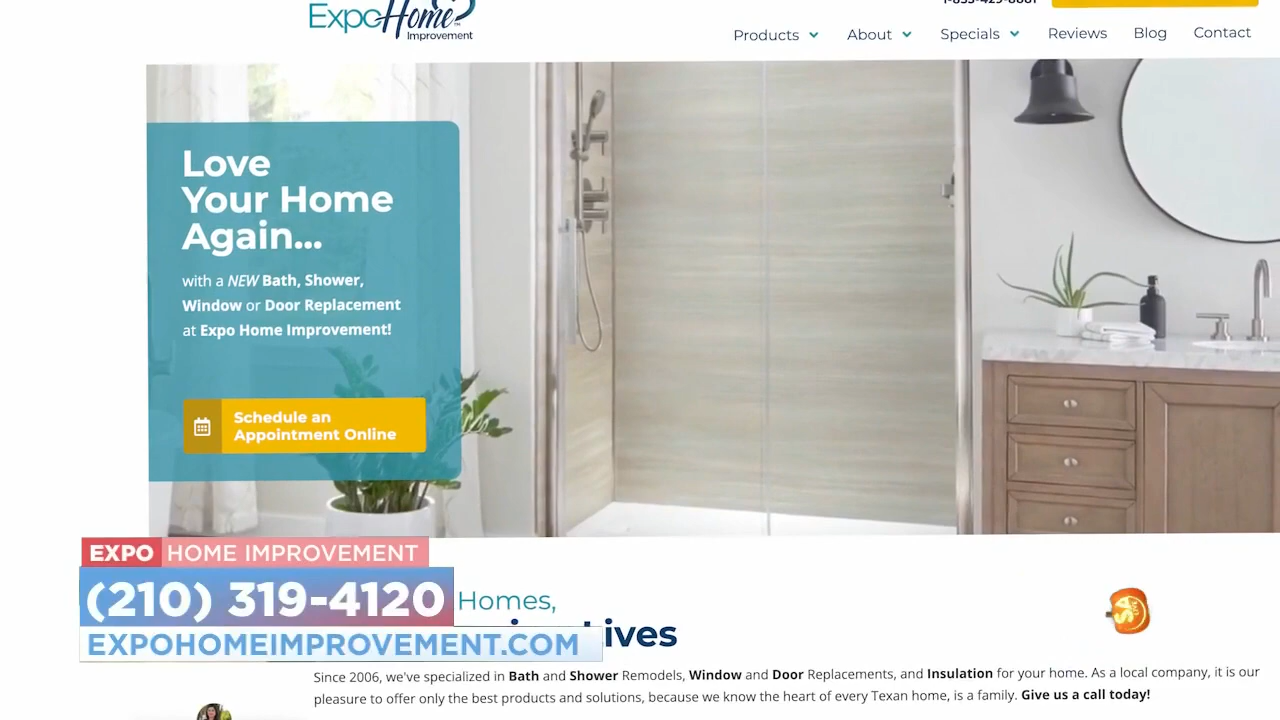 Expo Home
Improvement
Products
About
Specials
Reviews
Blog
Contact
Love
Your Home
Again...
with a NEW Bath, Shower,
Window or Door Replacement
at Expo Home Improvement!
Schedule an
Appointment Online
EXPO HOME IMPROVEMENT
(210) 319-4120
EXPOHOMEIMPROVEMENT.COM
Homes,
Lives
Since 2006, we've specialized in Bath and Shower Remodels, Window and Door Replacements, and Insulation for your home. As a local company, it is our
pleasure to offer only the best products and solutions, because we know the heart of every Texan home, is a family. Give us a call today!